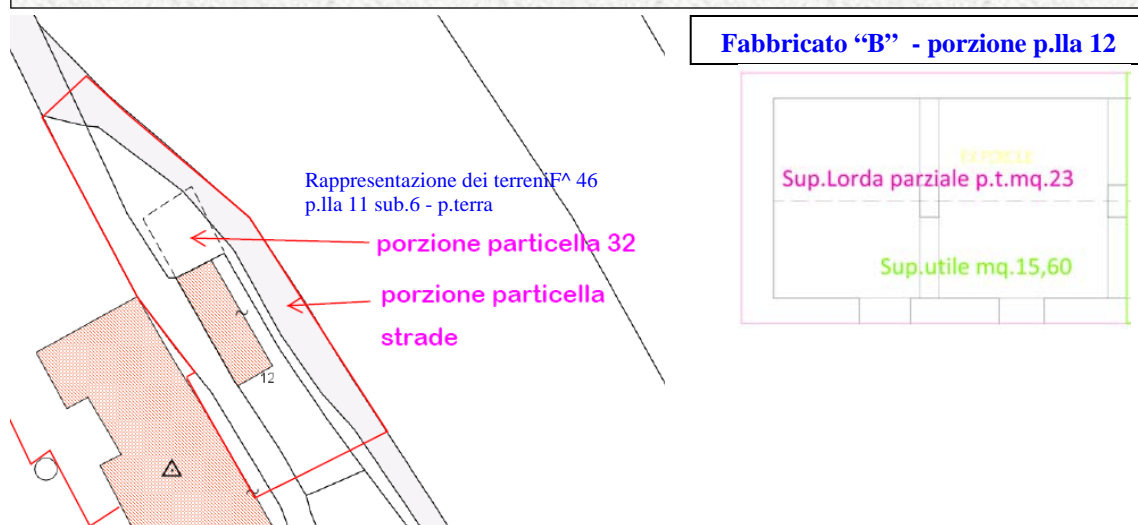 Fabbricato “B” - porzione p.lla 12
Rappresentazione dei terreniF^ 46
p.lla 11 sub.6 - p.terra
porzione particella 32
porzione particella
strade
12
Sup.Lorda parziale p.t.mq.23
Sup.utile mq.15,60